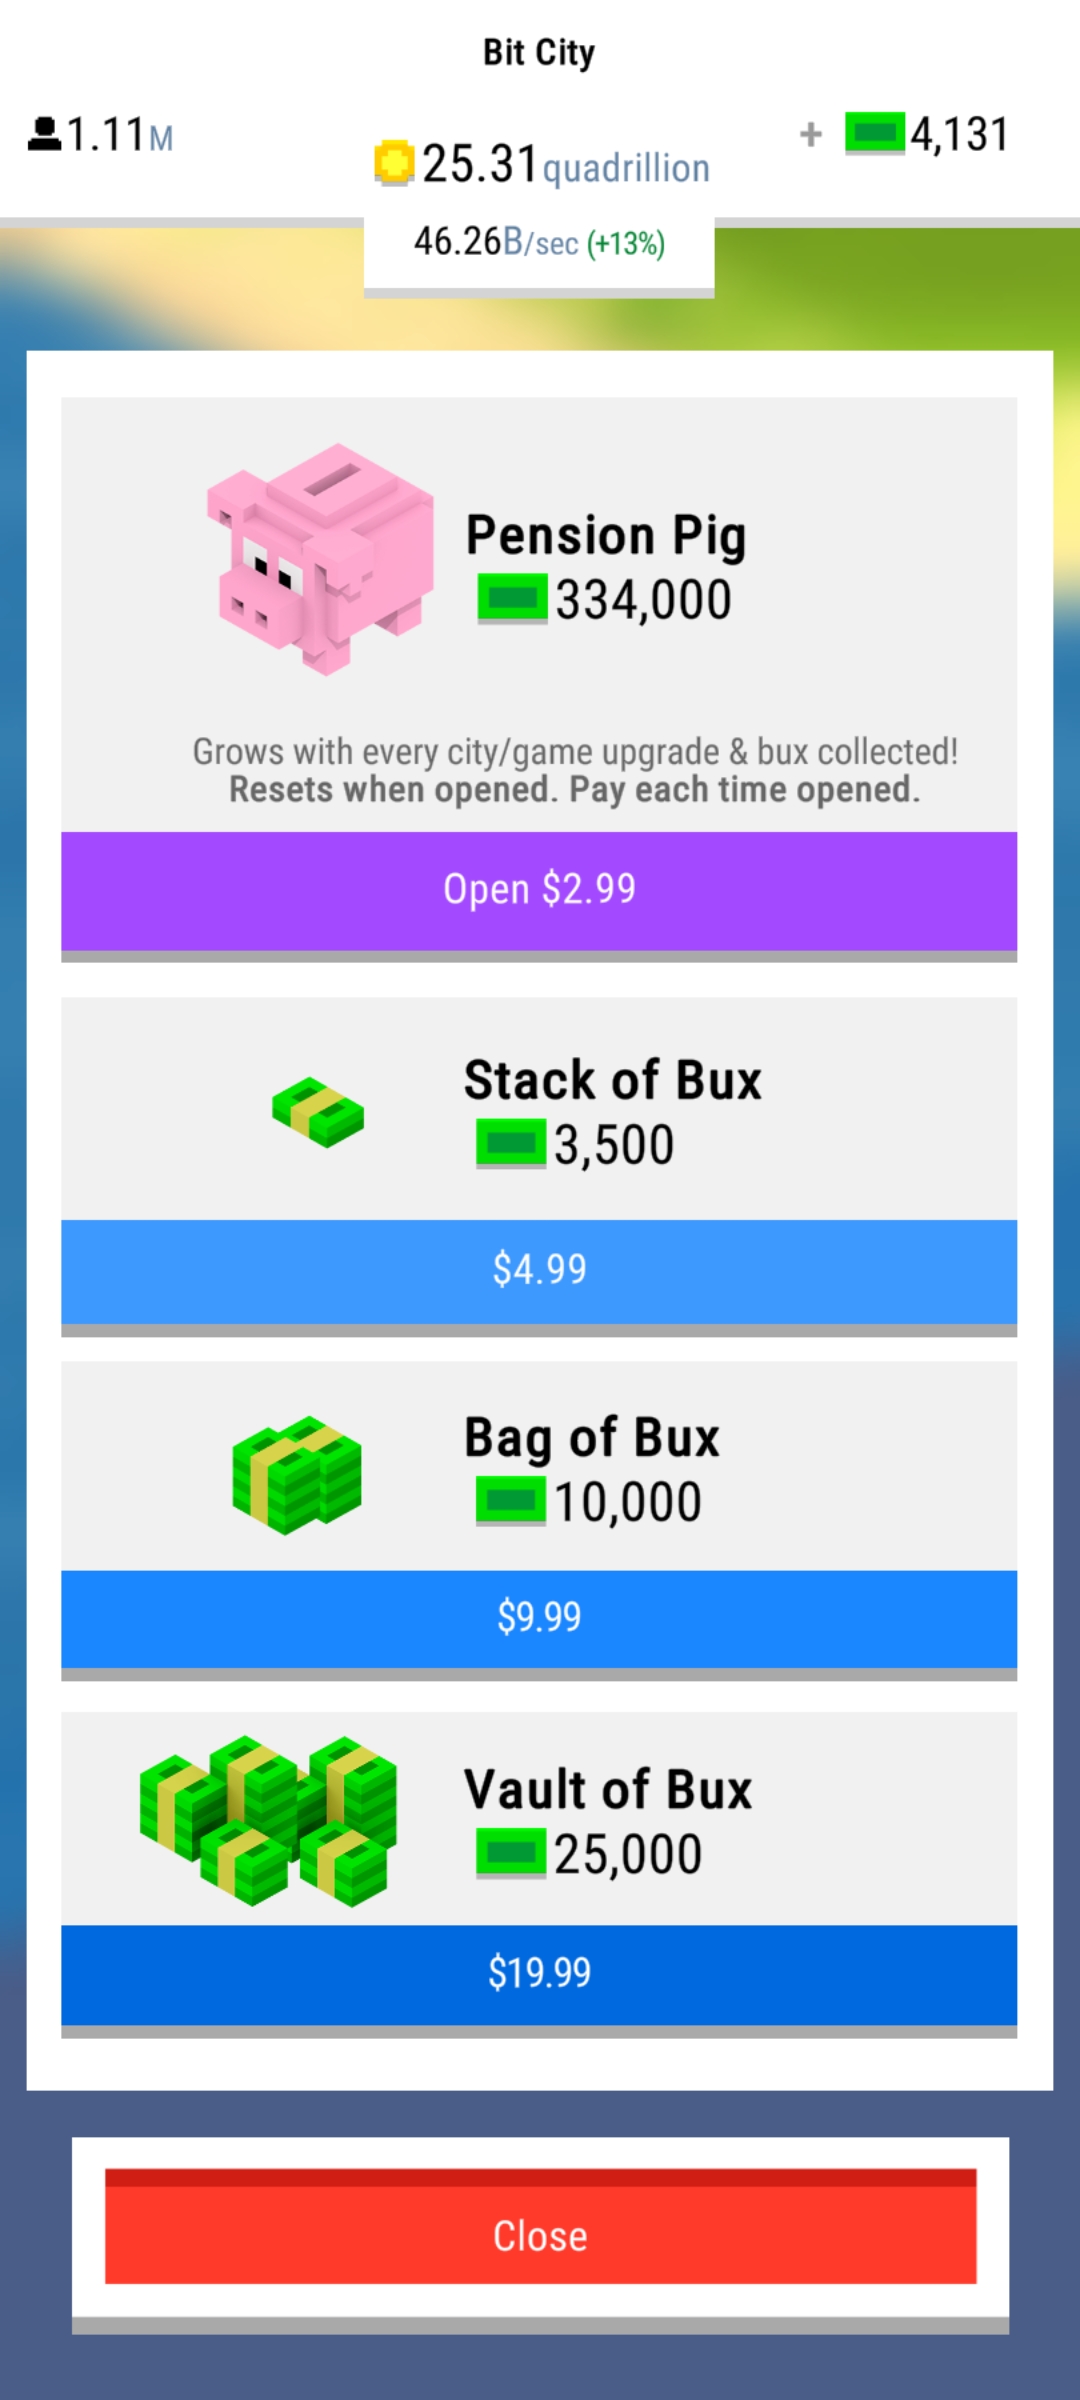 Bit City
1.11M
25.31quadrillion
+ 4,131
46.26B/sec (+13%)
Pension Pig
334,000
Grows with every city/game upgrade & bux collected!
Resets when opened. Pay each time opened.
Open $2.99
Stack of Bux
3,500
$4.99
Bag of Bux
10,000
$9.99
Vault of Bux
25,000
$19.99
Close